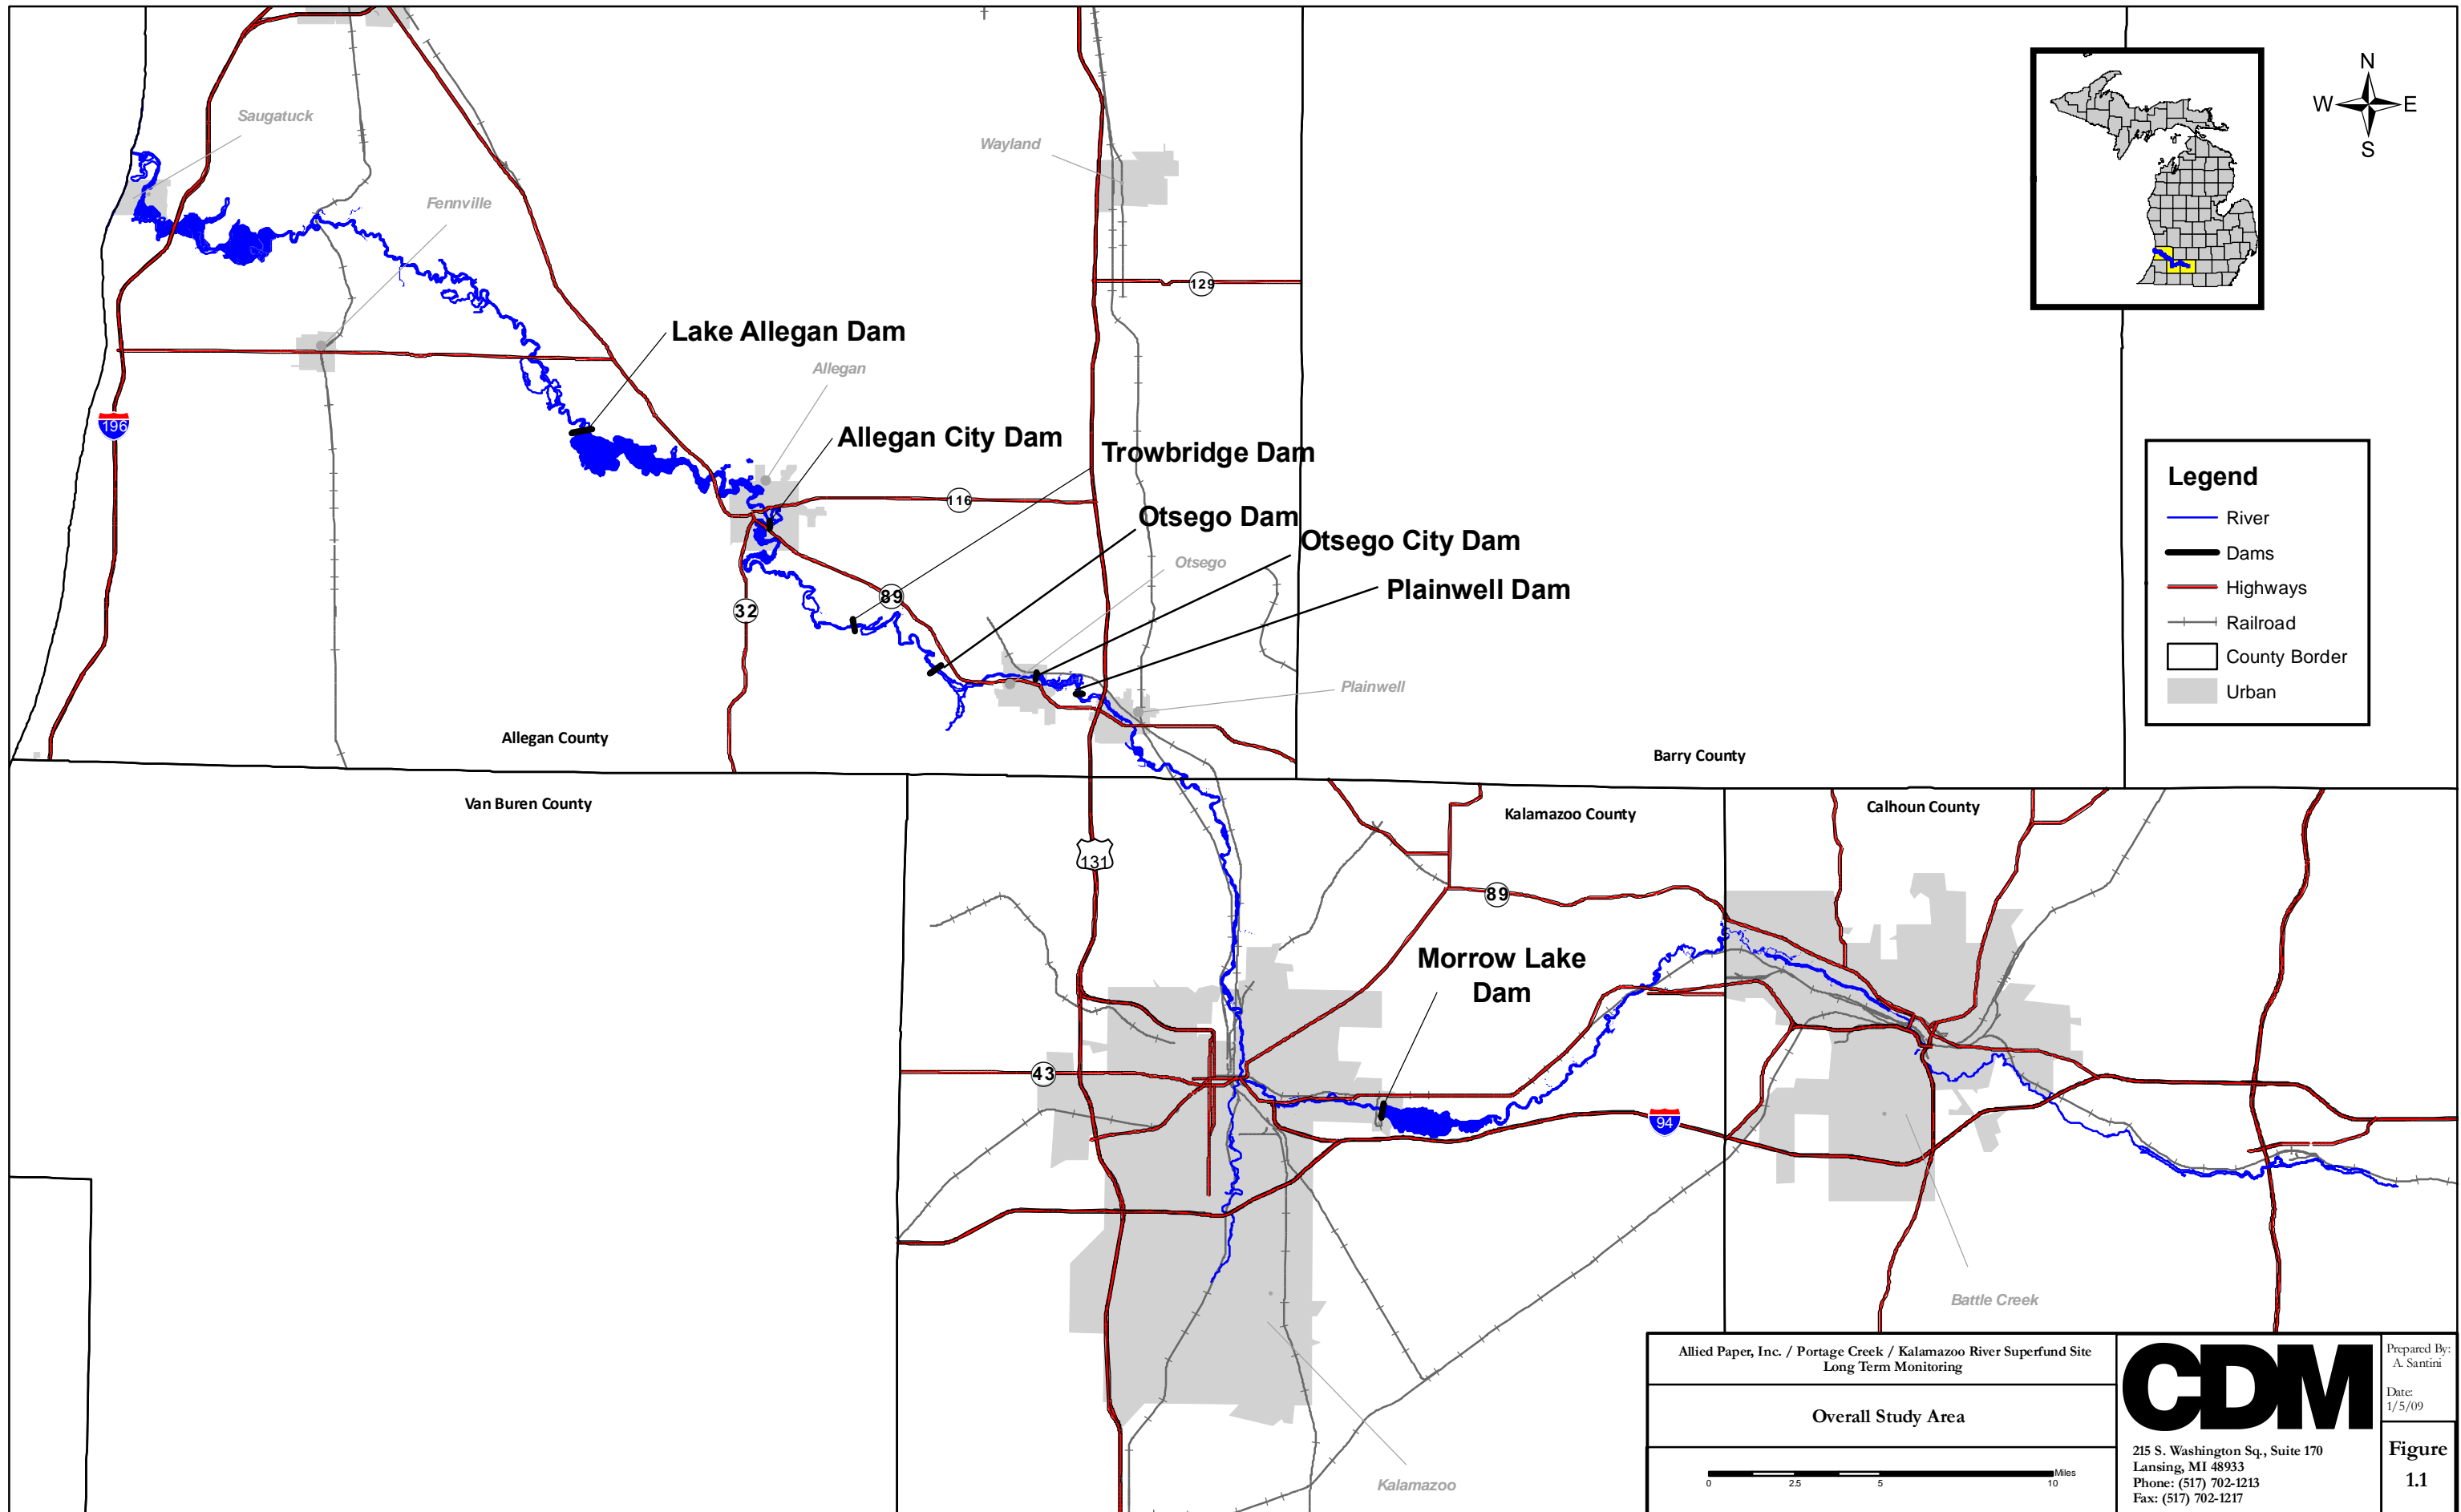 N
W
E
S
Saugatuck
Wayland
Fennville
129
Lake Allegan Dam
Allegan
196
Allegan City Dam
Trowbridge Dam
116
Otsego Dam
Otsego City Dam
Otsego
Plainwell Dam
89
32
Plainwell
Legend
River
Dams
Highways
Railroad
County Border
Urban
Allegan County
Barry County
Van Buren County
Kalamazoo County
Calhoun County
131
89
Morrow Lake
Dam
43
94
Battle Creek
Kalamazoo
Allied Paper, Inc. / Portage Creek / Kalamazoo River Superfund Site
Long Term Monitoring
Overall Study Area
0 2.5 5 10 Miles
CDM
215 S. Washington Sq., Suite 170
Lansing, MI 48933
Phone: (517) 702-1213
Fax: (517) 702-1217
Prepared By:
A. Santini
Date:
1/5/09
Figure
1.1